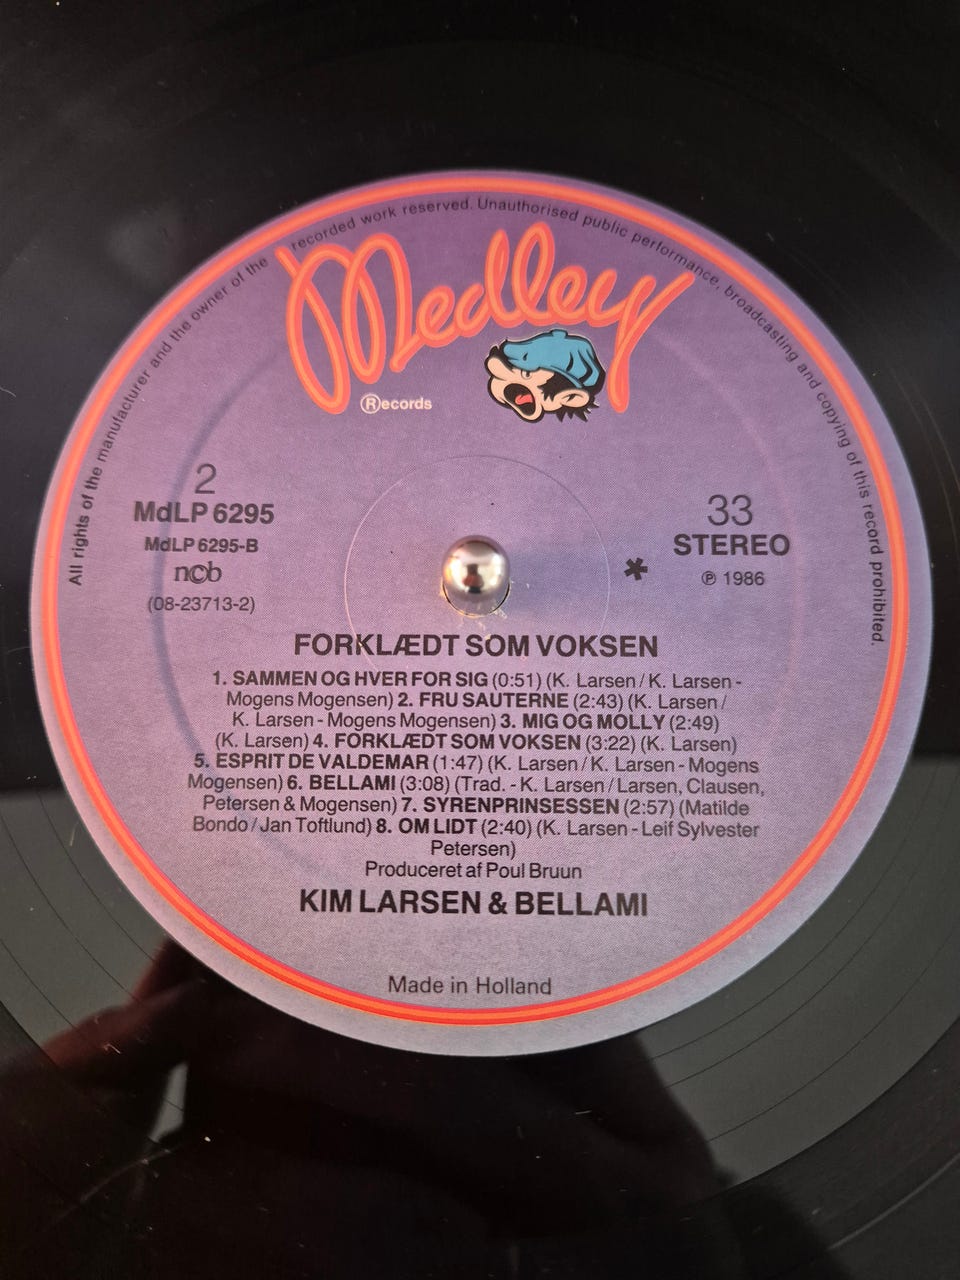 All rights of the manufacturer and the owner of the recorded work reserved. Unauthorised public performance, broadcasting and copying of this record prohibited.
Medley
®ecords
2
MdLP 6295
MdLP 6295-B
n©b
(08-23713-2)
33
STEREO
*
℗ 1986
FORKLÆDT SOM VOKSEN
1. SAMMEN OG HVER FOR SIG (0:51) (K. Larsen / K. Larsen -
Mogens Mogensen) 2. FRU SAUTERNE (2:43) (K. Larsen /
K. Larsen - Mogens Mogensen) 3. MIG OG MOLLY (2:49)
(K. Larsen) 4. FORKLÆDT SOM VOKSEN (3:22) (K. Larsen)
5. ESPRIT DE VALDEMAR (1:47) (K. Larsen / K. Larsen - Mogens
Mogensen) 6. BELLAMI (3:08) (Trad. - K. Larsen / Larsen, Clausen,
Petersen & Mogensen) 7. SYRENPRINSESSEN (2:57) (Matilde
Bondo / Jan Toftlund) 8. OM LIDT (2:40) (K. Larsen - Leif Sylvester
Petersen)
Produceret af Poul Bruun
KIM LARSEN & BELLAMI
Made in Holland